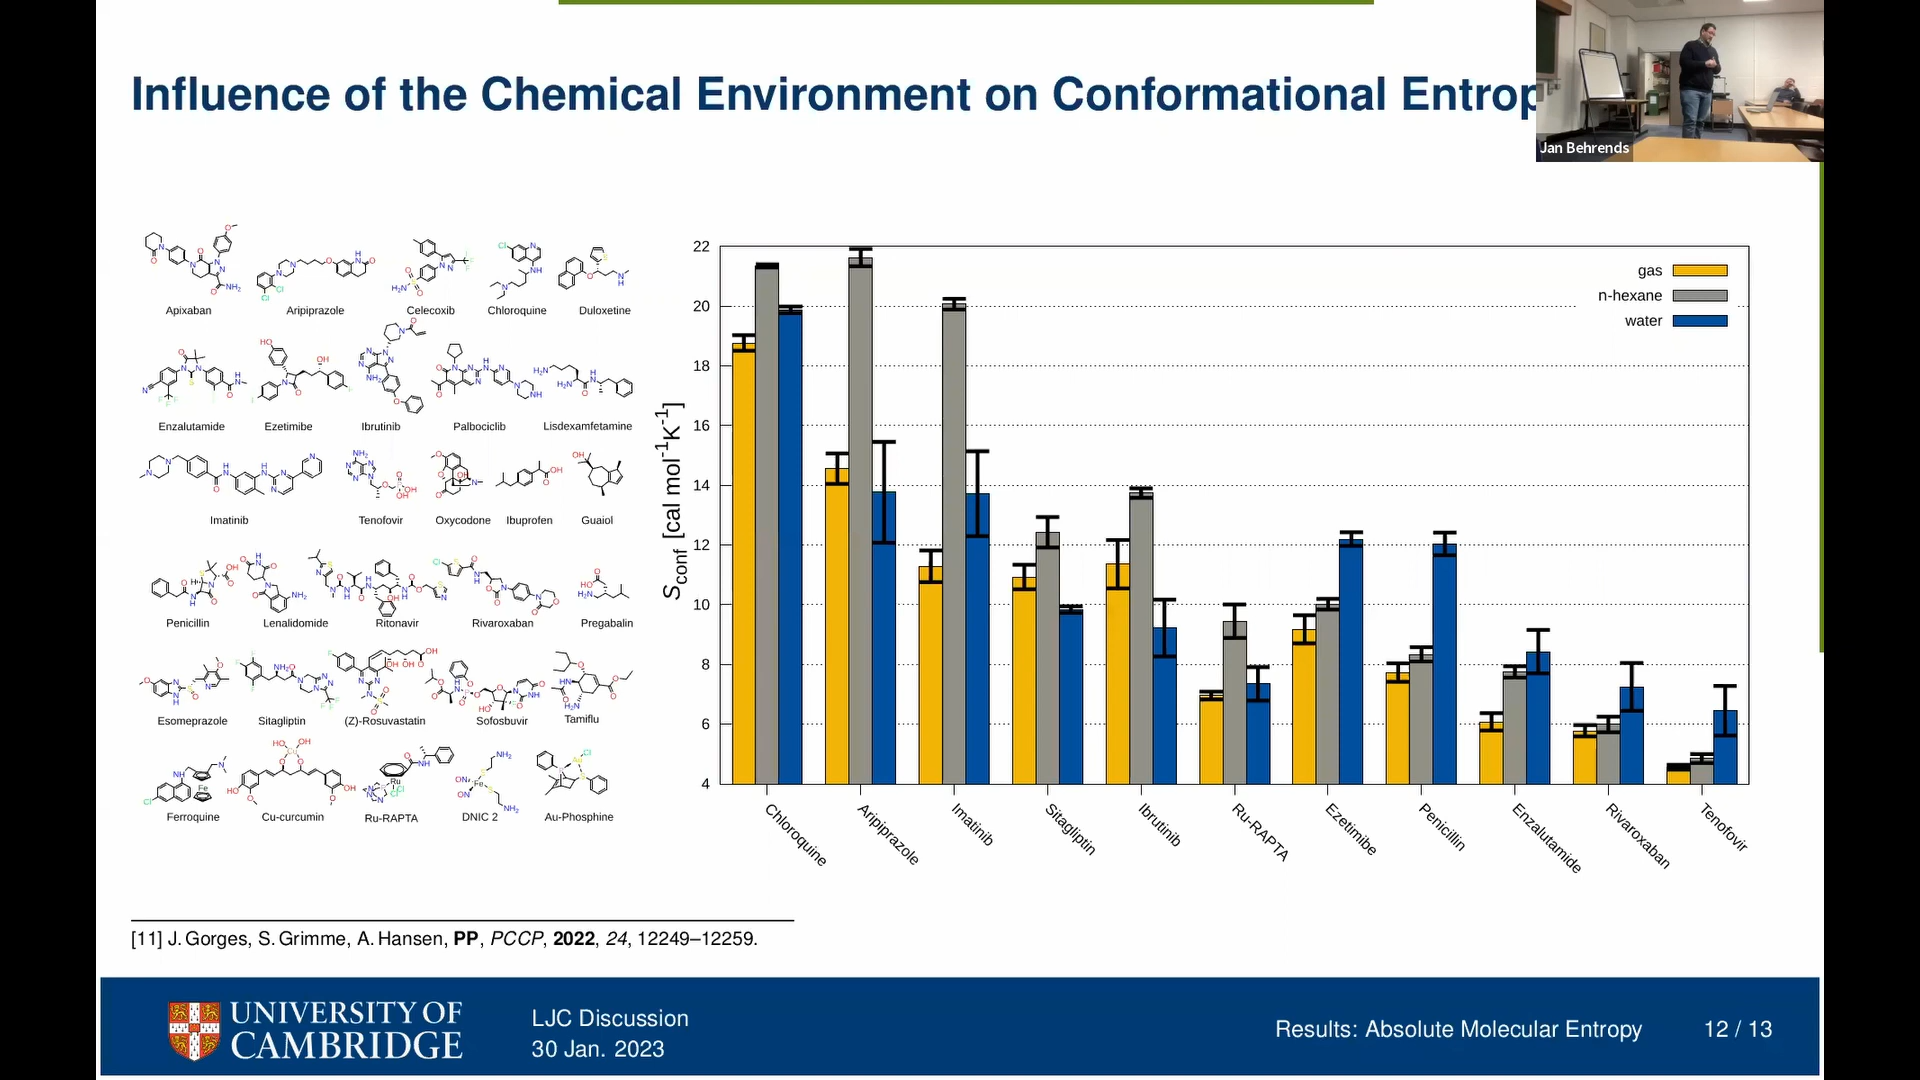 Influence of the Chemical Environment on Conformational Entrop
Jan Behrends
Apixaban
Aripiprazole
Celecoxib
Chloroquine
Duloxetine
Enzalutamide
Ezetimibe
Ibrutinib
Palbociclib
Lisdexamfetamine
Imatinib
Tenofovir
Oxycodone
Ibuprofen
Guaiol
Penicillin
Lenalidomide
Ritonavir
Rivaroxaban
Pregabalin
Esomeprazole
Sitagliptin
(Z)-Rosuvastatin
Sofosbuvir
Tamiflu
Ferroquine
Cu-curcumin
Ru-RAPTA
DNIC 2
Au-Phosphine
S_conf [cal mol^-1 K^-1]
22
20
18
16
14
12
10
8
6
4
gas
n-hexane
water
Chloroquine
Aripiprazole
Imatinib
Sitagliptin
Ibrutinib
Ru-RAPTA
Ezetimibe
Penicillin
Enzalutamide
Rivaroxaban
Tenofovir
[11] J. Gorges, S. Grimme, A. Hansen, PP, PCCP, 2022, 24, 12249–12259.
UNIVERSITY OF
CAMBRIDGE
LJC Discussion
30 Jan. 2023
Results: Absolute Molecular Entropy
12 / 13